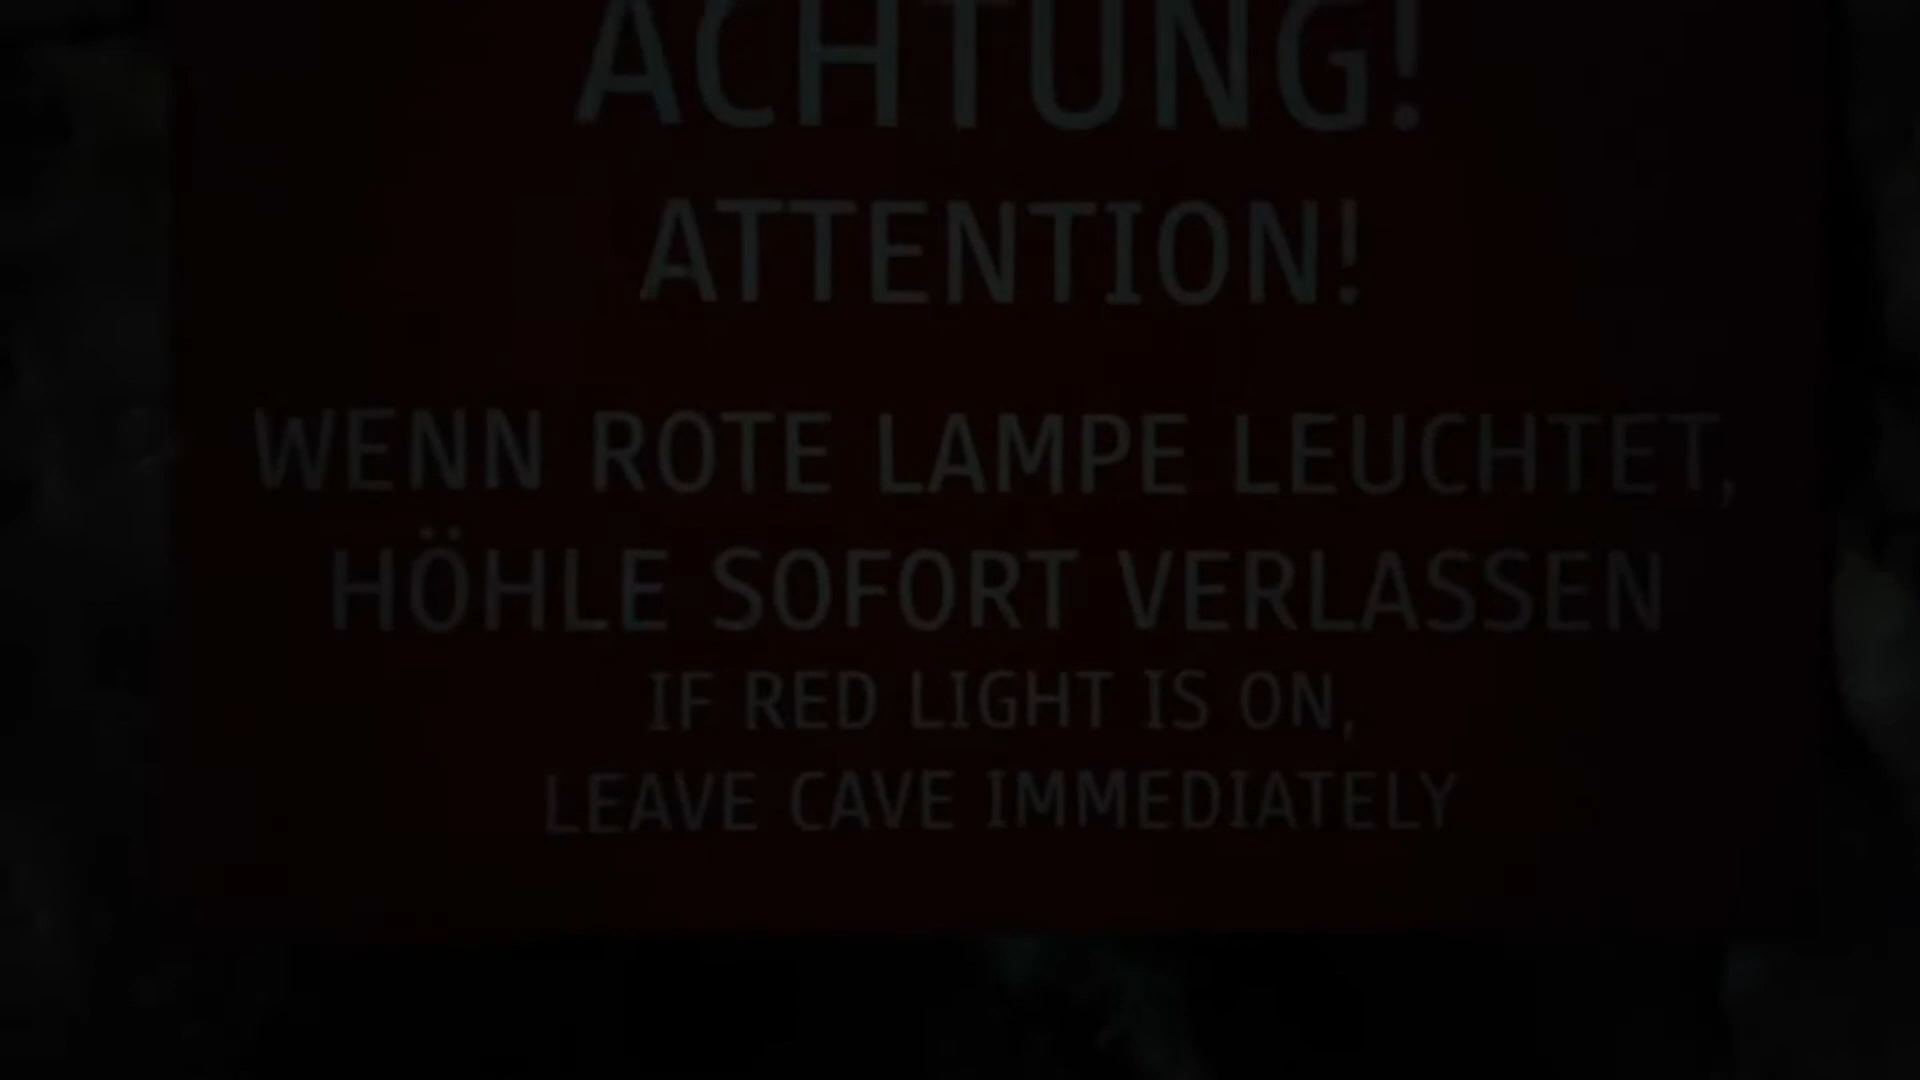 ACHTUNG!
ATTENTION!
WENN ROTE LAMPE LEUCHTET,
HÖHLE SOFORT VERLASSEN
IF RED LIGHT IS ON,
LEAVE CAVE IMMEDIATELY